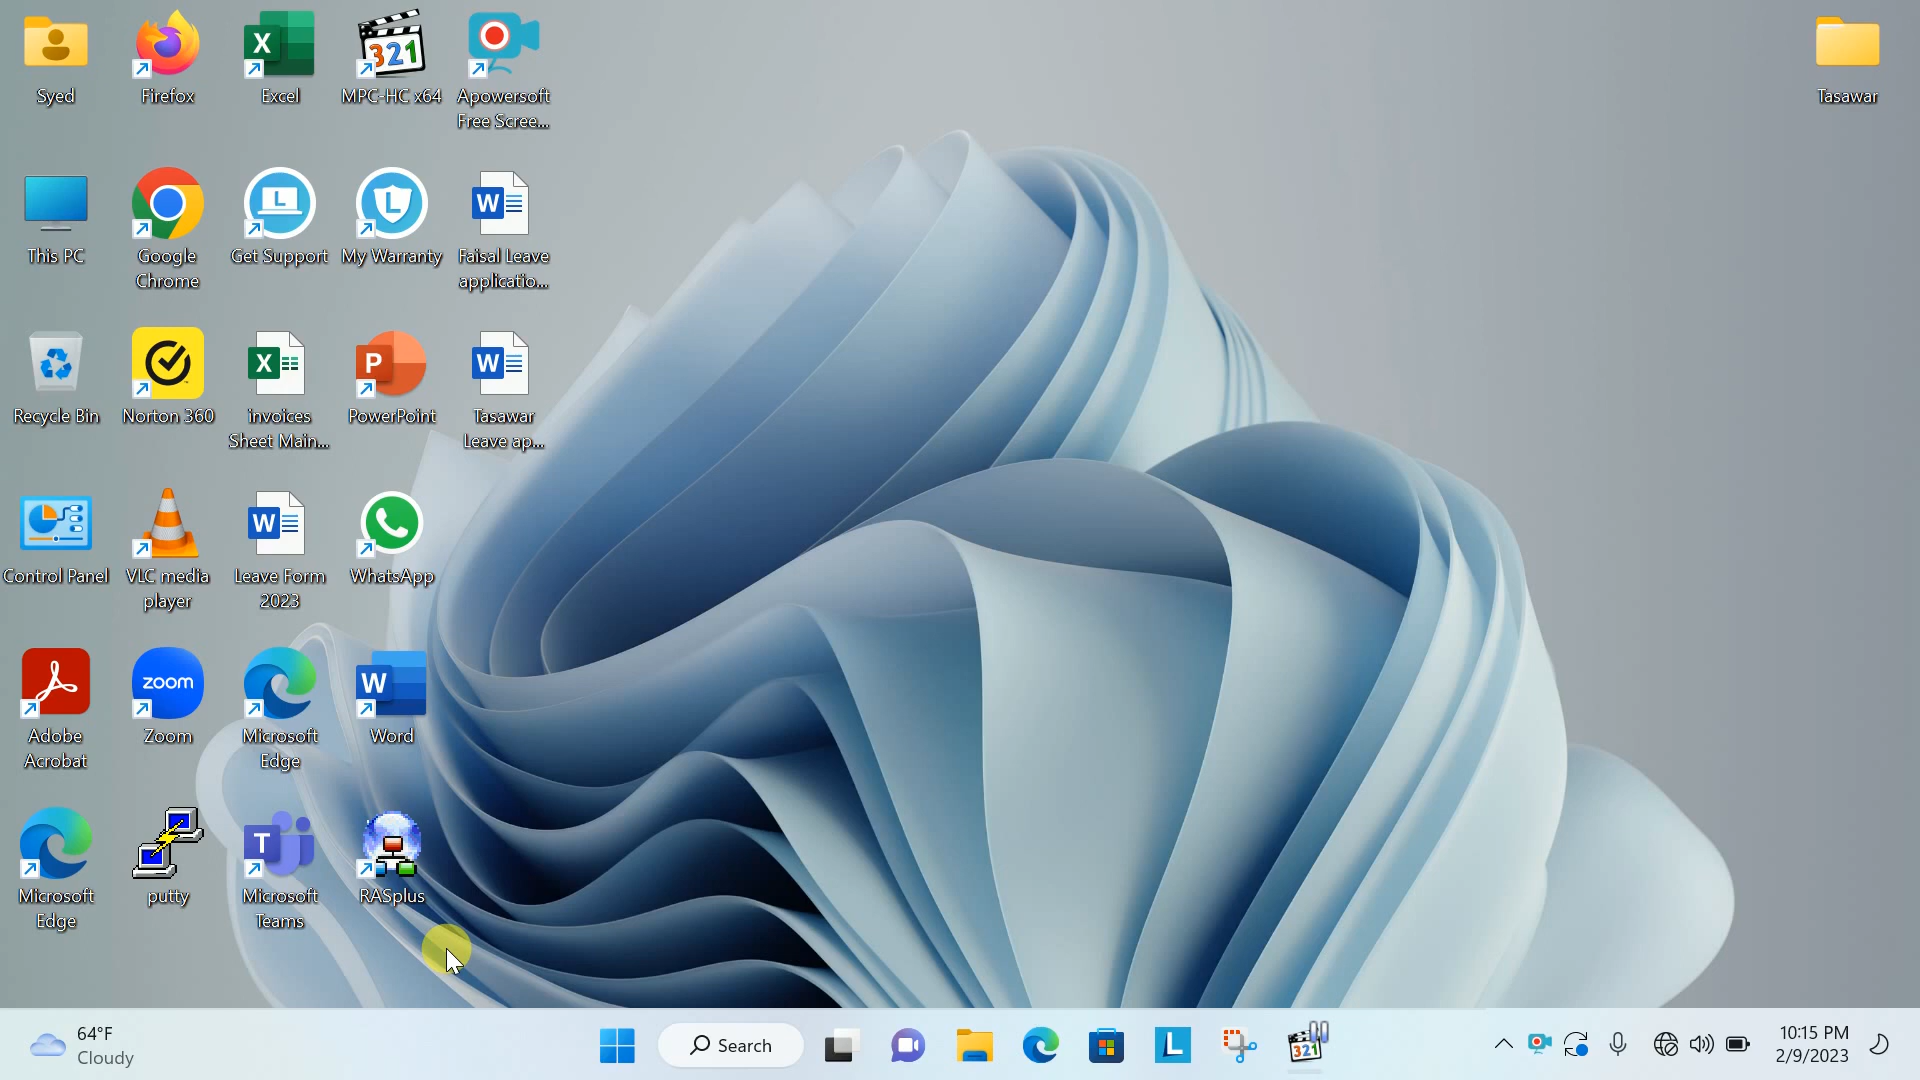 Syed
Firefox
Excel
MPC-HC x64
Apowersoft
Free Scree...
Tasawar
This PC
Google
Chrome
Get Support
My Warranty
Faisal Leave
applicatio...
Recycle Bin
Norton 360
invoices
Sheet Main...
PowerPoint
Tasawar
Leave ap...
Control Panel
VLC media
player
Leave Form
2023
WhatsApp
Adobe
Acrobat
zoom
Zoom
Microsoft
Edge
Word
Microsoft
Edge
putty
Microsoft
Teams
RASplus
64°F
Cloudy
Search
10:15 PM
2/9/2023